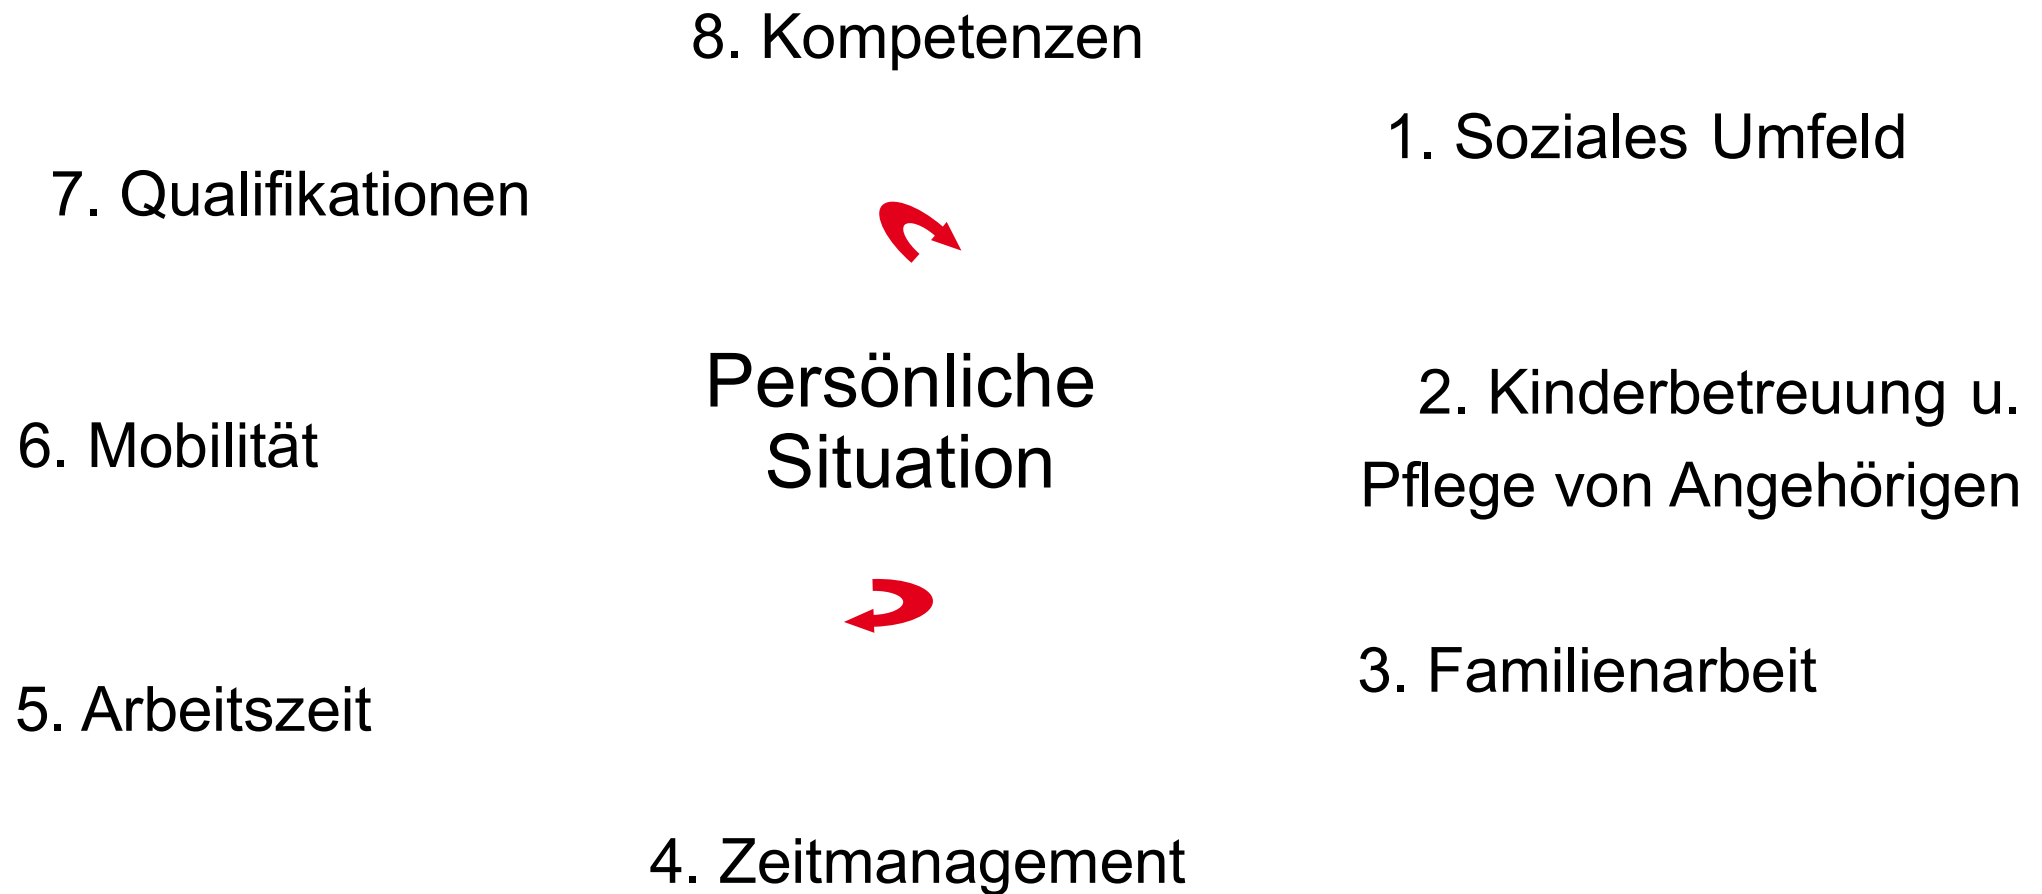 8. Kompetenzen
1. Soziales Umfeld
7. Qualifikationen
Persönliche
Situation
2. Kinderbetreuung u.
Pflege von Angehörigen
6. Mobilität
3. Familienarbeit
5. Arbeitszeit
4. Zeitmanagement